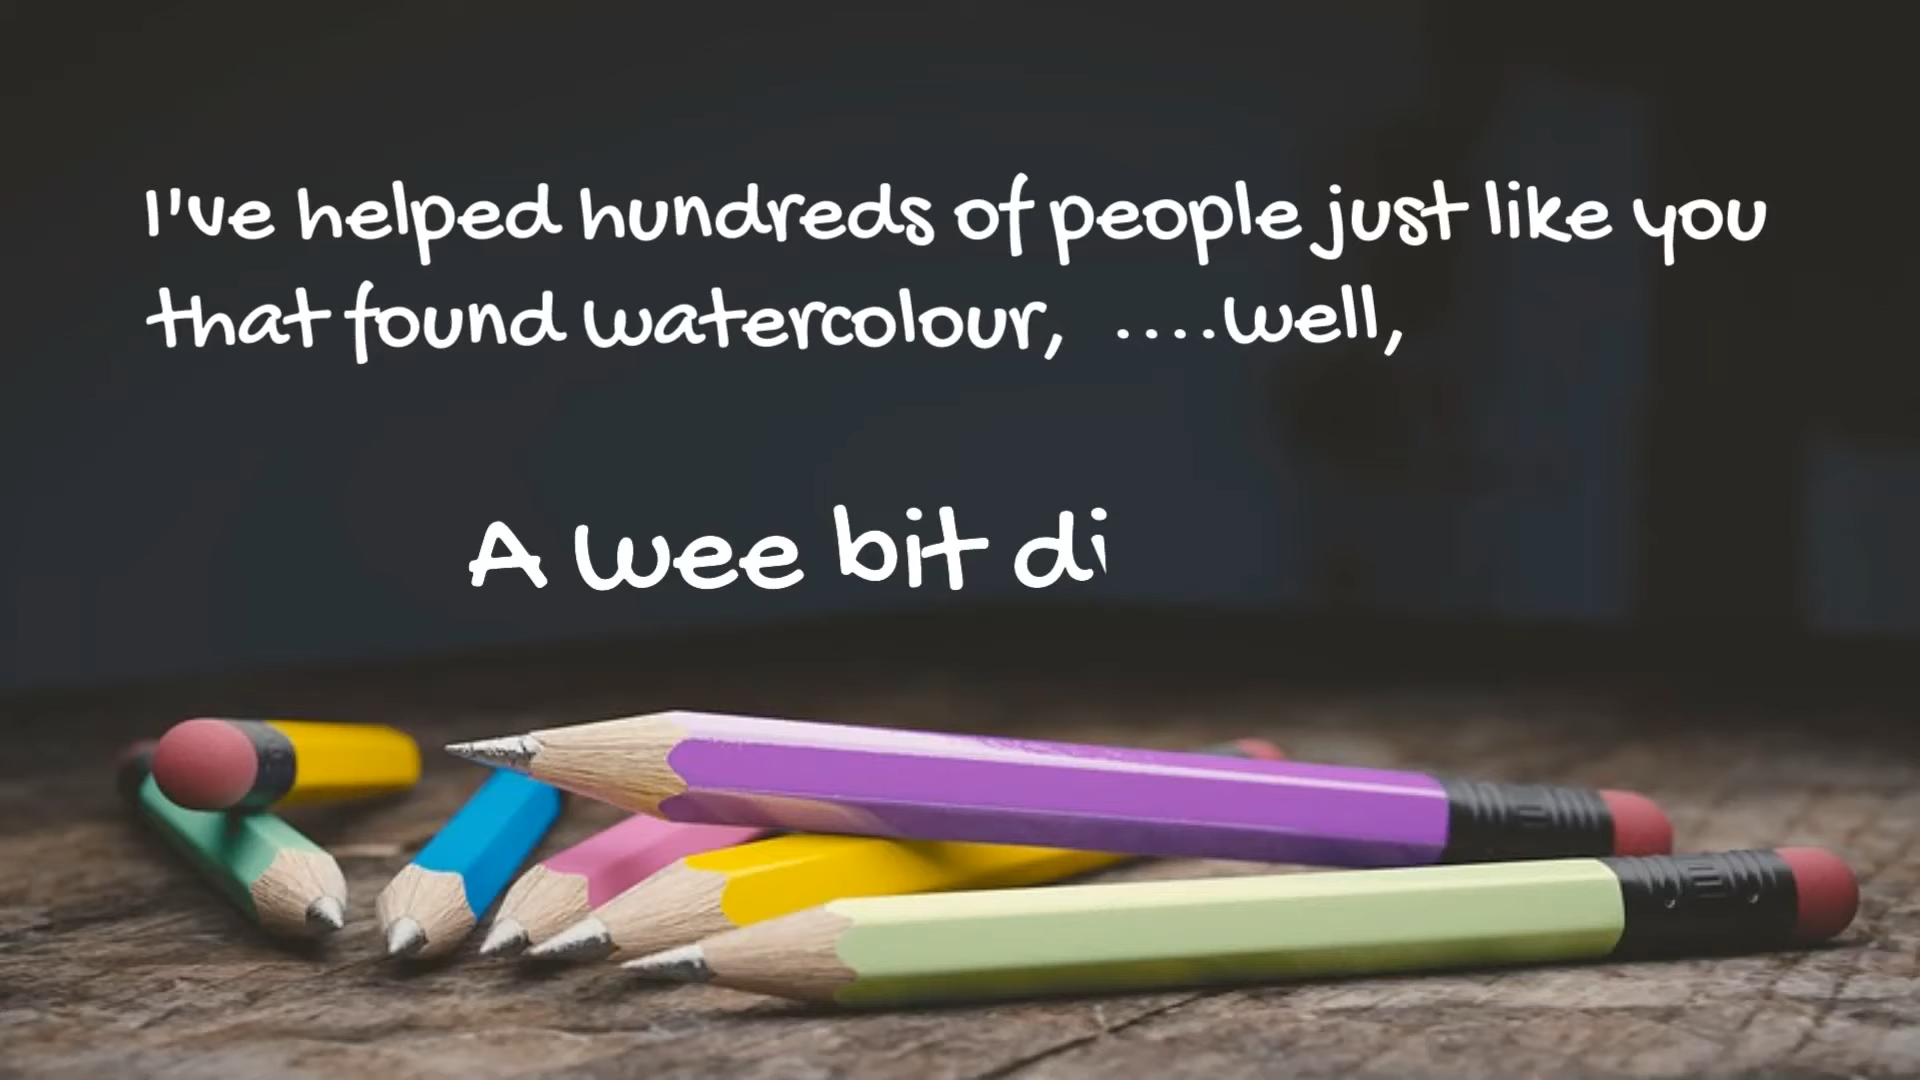 I've helped hundreds of people just like you
that found watercolour, ....well,
A wee bit di